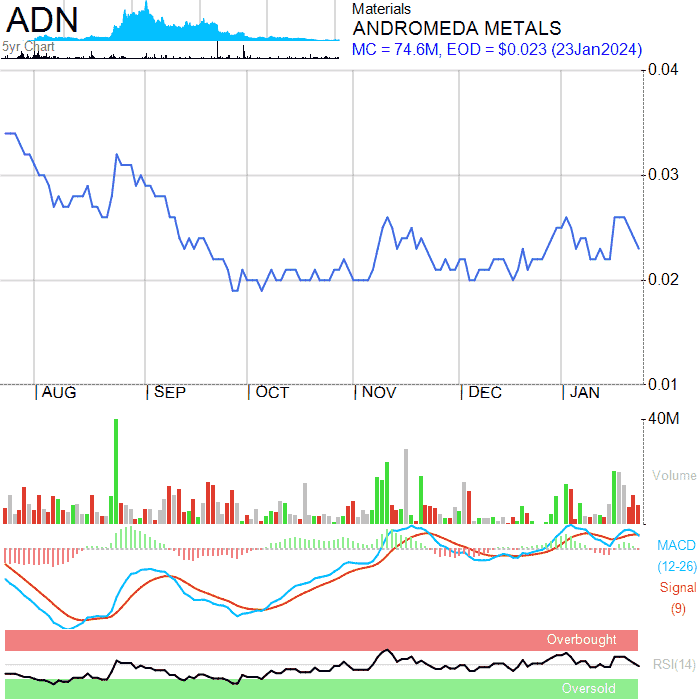 ADN
5yr Chart
Materials
ANDROMEDA METALS
MC = 74.6M, EOD = $0.023 (23Jan2024)
0.04
0.03
0.02
0.01
AUG SEP OCT NOV DEC JAN
40M
Volume
MACD
(12-26)
Signal
(9)
Overbought
RSI(14)
Oversold